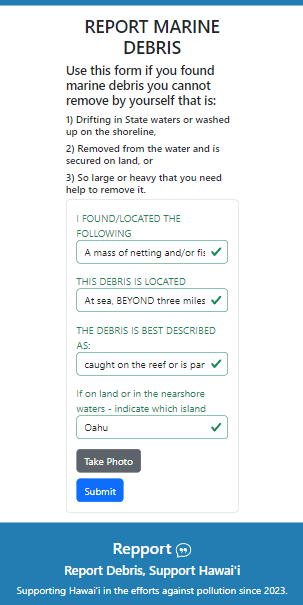 REPORT MARINE
DEBRIS
Use this form if you found
marine debris you cannot
remove by yourself that is:
1) Drifting in State waters or washed
up on the shoreline,
2) Removed from the water and is
secured on land, or
3) So large or heavy that you need
help to remove it.
I FOUND/LOCATED THE
FOLLOWING
A mass of netting and/or fis
THIS DEBRIS IS LOCATED
At sea, BEYOND three miles
THE DEBRIS IS BEST DESCRIBED
AS:
caught on the reef or is par
If on land or in the nearshore
waters - indicate which island
Oahu
Take Photo
Submit
Repport
Report Debris, Support Hawai'i
Supporting Hawai'i in the efforts against pollution since 2023.